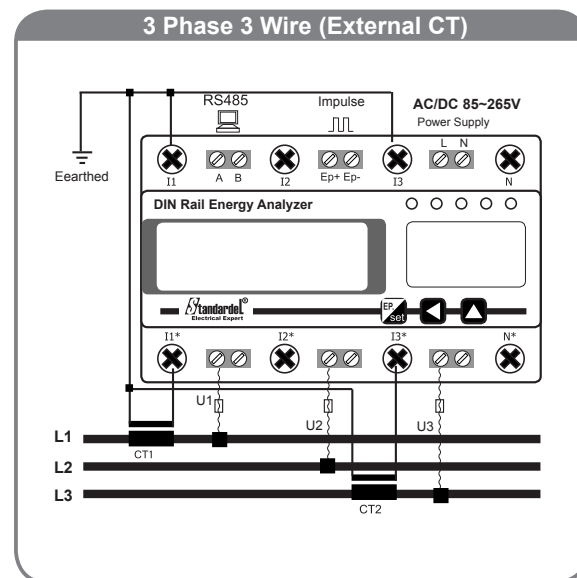 3 Phase 3 Wire (External CT)
RS485
Impulse
AC/DC 85~265V
Power Supply
L N
Eearthed
I1
A B
I2
Ep+ Ep-
I3
N
DIN Rail Energy Analyzer
Standardel®
Electrical Expert
EP
set
I1*
I2*
I3*
N*
U1
U2
U3
L1
CT1
L2
L3
CT2